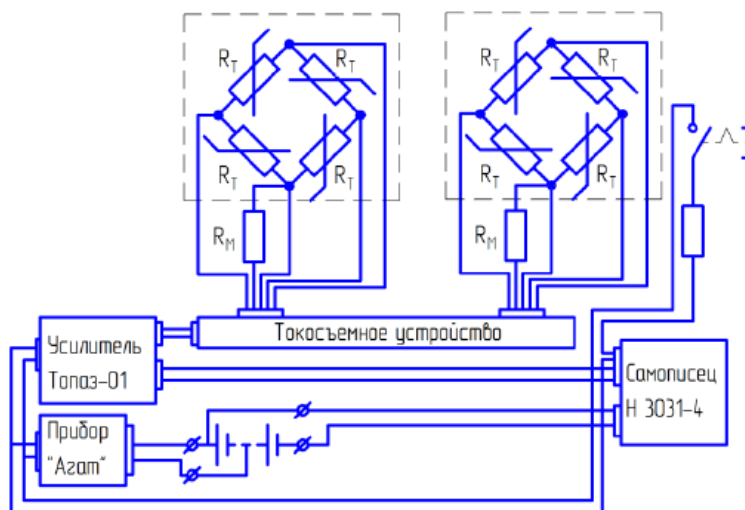 R_T R_T R_T R_T
R_T R_T R_T R_T
R_M R_M
Токосъемное устройство
Усилитель
Топаз-01
Самописец
Н 3031-4
Прибор
"Агат"